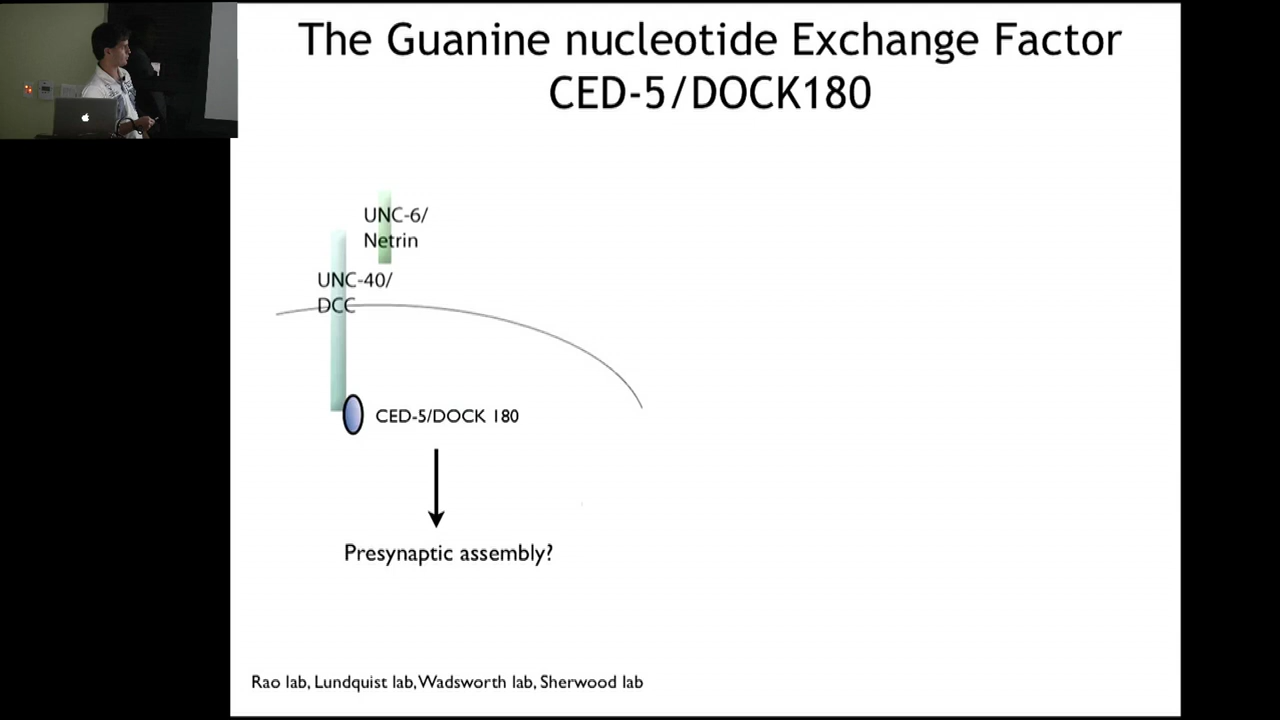 The Guanine nucleotide Exchange Factor
CED-5/DOCK180
UNC-6/
Netrin
UNC-40/
DCC
CED-5/DOCK 180
Presynaptic assembly?
Rao lab, Lundquist lab, Wadsworth lab, Sherwood lab